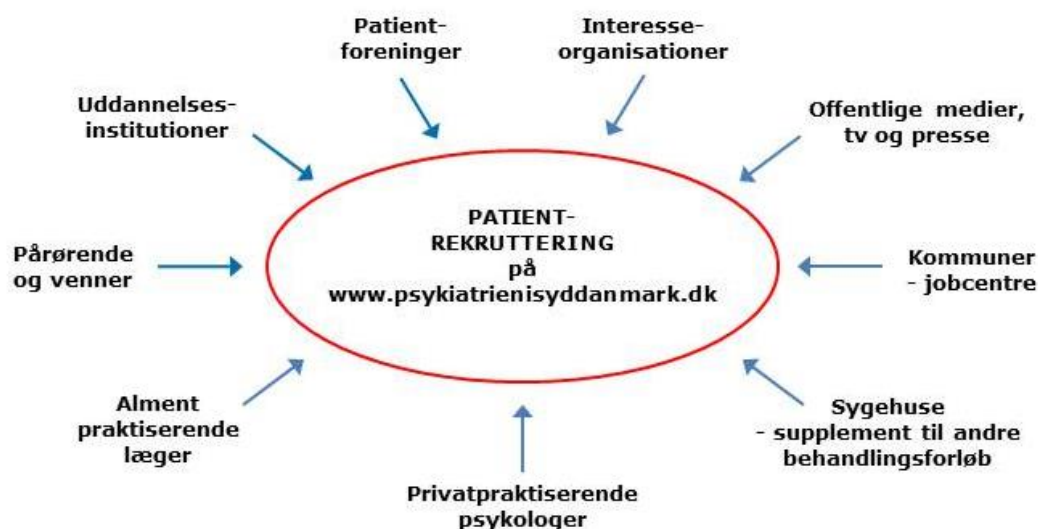 Patient-
foreninger
Interesse-
organisationer
Uddannelses-
institutioner
Offentlige medier,
tv og presse
PATIENT-
REKRUTTERING
på
www.psykiatrienisyddanmark.dk
Pårørende
og venner
Kommuner
- jobcentre
Alment
praktiserende
læger
Sygehuse
- supplement til andre
behandlingsforløb
Privatpraktiserende
psykologer